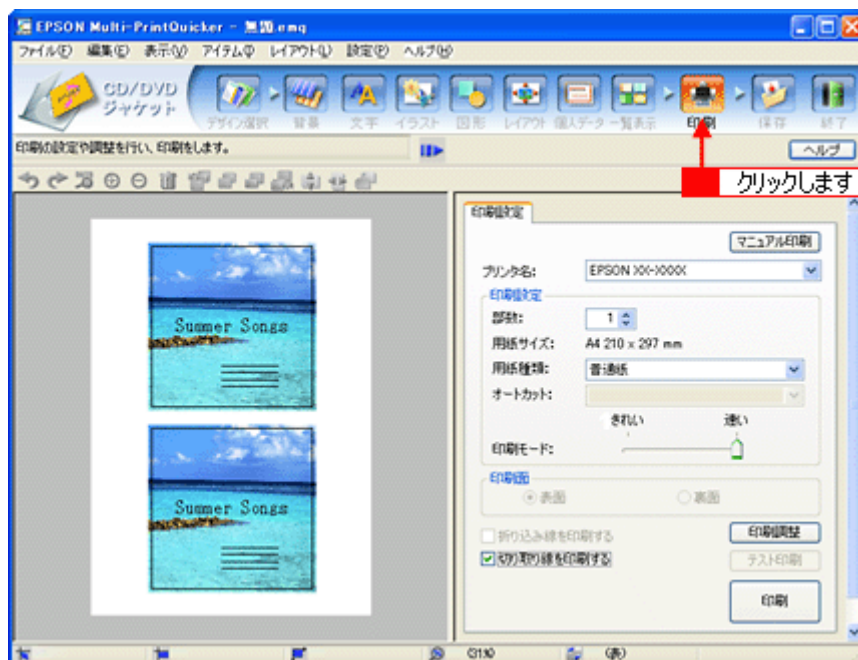 EPSON Multi-PrintQuicker - 無題.emq
ファイル(F) 編集(E) 表示(V) アイテム(I) レイアウト(L) 設定(P) ヘルプ(H)
CD/DVD
ジャケット
デザイン選択 背景 文字 イラスト 図形 レイアウト 個人データ 一覧表示 印刷 保存 終了
印刷の設定や調整を行い、印刷をします。
ヘルプ
クリックします
印刷設定
マニュアル印刷
プリンタ名: EPSON XX-XXXX
印刷設定
部数: 1
用紙サイズ: A4 210 x 297 mm
用紙種類: 普通紙
オートカット:
きれい 速い
印刷モード:
印刷面
表面 裏面
折り込み線を印刷する
印刷調整
切り取り線を印刷する
テスト印刷
印刷
Summer Songs
Summer Songs
(表)